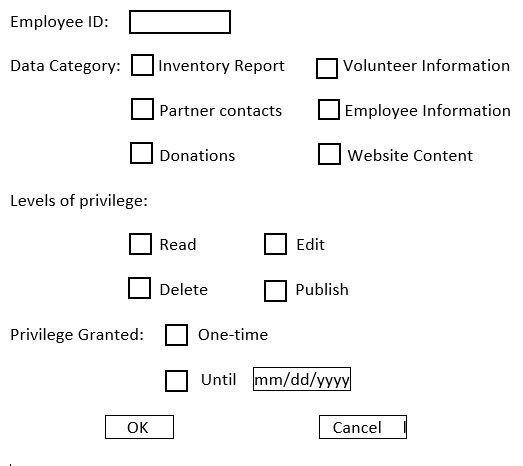 Employee ID:
Data Category: Inventory Report Volunteer Information
Partner contacts Employee Information
Donations Website Content
Levels of privilege:
Read Edit
Delete Publish
Privilege Granted: One-time
Until mm/dd/yyyy
OK Cancel